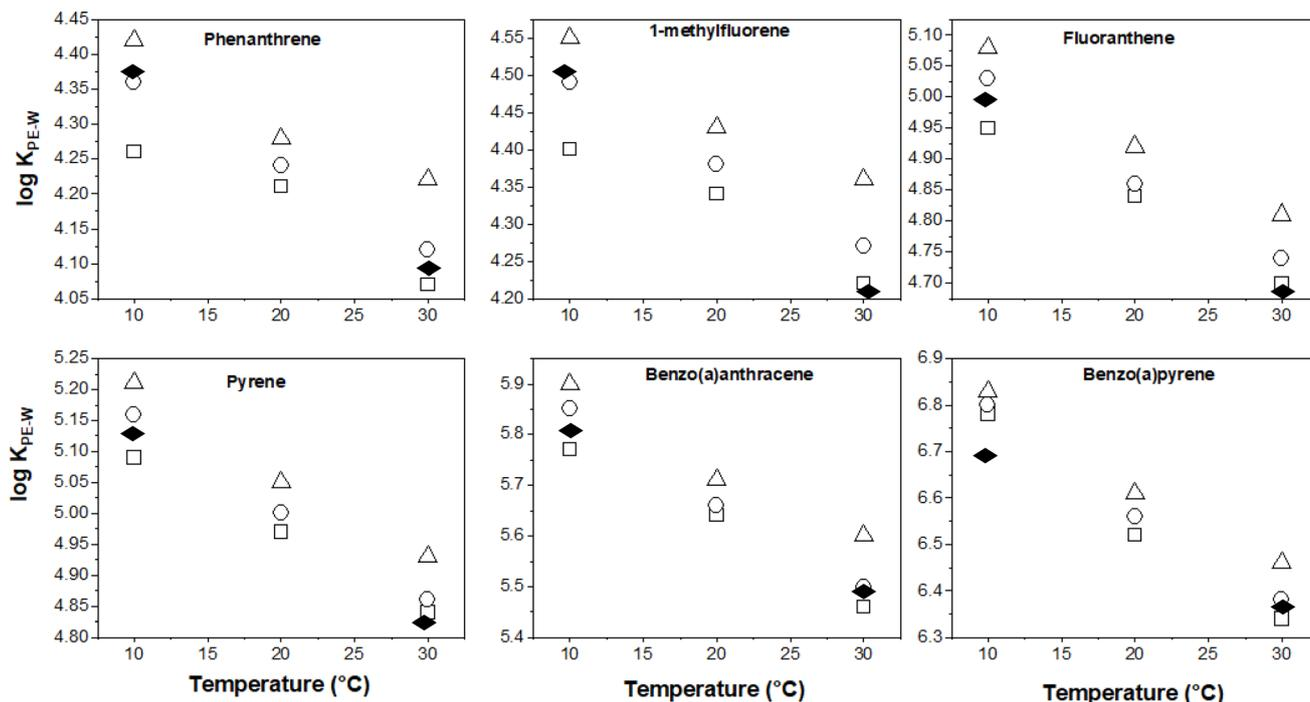 Phenanthrene
4.45
4.40
4.35
4.30
4.25
4.20
4.15
4.10
4.05
log K_PE-W
10 15 20 25 30
1-methylfluorene
4.55
4.50
4.45
4.40
4.35
4.30
4.25
4.20
10 15 20 25 30
Fluoranthene
5.10
5.05
5.00
4.95
4.90
4.85
4.80
4.75
4.70
10 15 20 25 30
Pyrene
5.25
5.20
5.15
5.10
5.05
5.00
4.95
4.90
4.85
4.80
log K_PE-W
10 15 20 25 30
Temperature (°C)
Benzo(a)anthracene
5.9
5.8
5.7
5.6
5.5
5.4
10 15 20 25 30
Temperature (°C)
Benzo(a)pyrene
6.9
6.8
6.7
6.6
6.5
6.4
6.3
10 15 20 25 30
Temperature (°C)